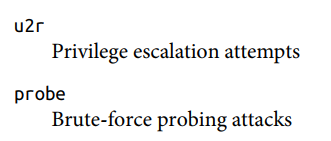 u2r
Privilege escalation attempts
probe
Brute-force probing attacks